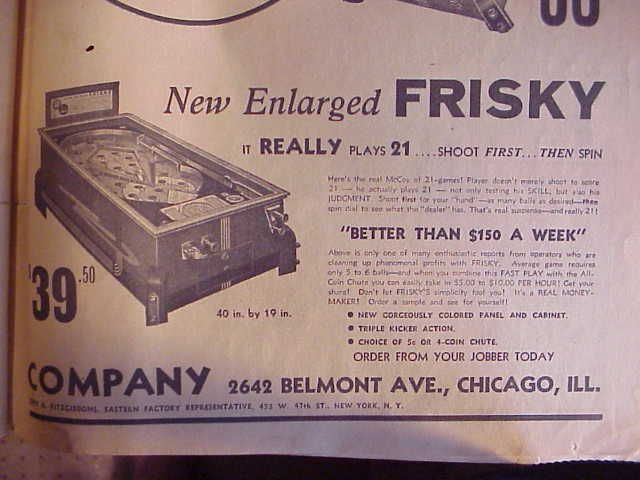 00
New Enlarged FRISKY
IT REALLY PLAYS 21 ....SHOOT FIRST...THEN SPIN
Here's the real McCoy of 21-games! Player doesn't merely shoot to score
21 — he actually plays 21 — not only testing his SKILL, but also his
JUDGMENT. Shoot first for your "hand"—as many balls as desired—then
spin dial to see what the "dealer" has. That's real suspense—and really 21!
"BETTER THAN $150 A WEEK"
Above is only one of many enthusiastic reports from operators who are
cleaning up phenomenal profits with FRISKY. Average game requires
only 5 to 6 balls—and when you combine this FAST PLAY with the All-
Coin Chute you can easily take in $5.00 to $10.00 PER HOUR! Get your
share! Don't let FRISKY'S simplicity fool you! It's a REAL MONEY-
MAKER! Order a sample and see for yourself!
$39.50
40 in. by 19 in.
● NEW GORGEOUSLY COLORED PANEL AND CABINET.
● TRIPLE KICKER ACTION.
● CHOICE OF 5c OR 4-COIN CHUTE.
ORDER FROM YOUR JOBBER TODAY
COMPANY 2642 BELMONT AVE., CHICAGO, ILL.
A. FITZGIBBONS, EASTERN FACTORY REPRESENTATIVE, 453 W. 47th ST., NEW YORK, N. Y.